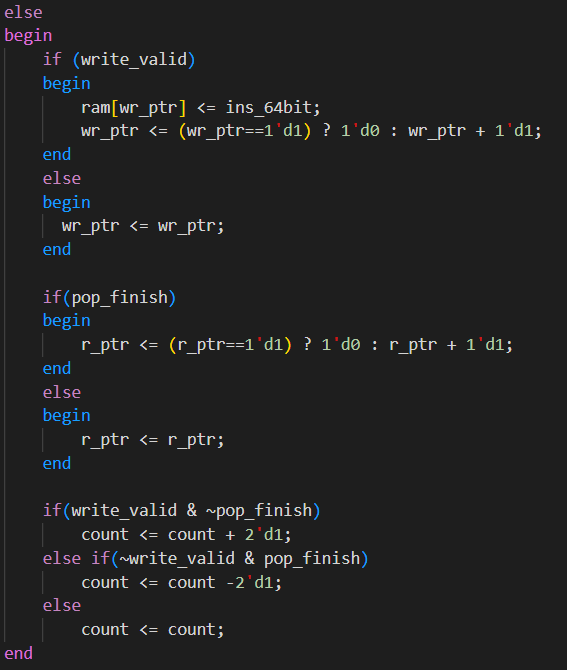 else
begin
    if (write_valid)
    begin
        ram[wr_ptr] <= ins_64bit;
        wr_ptr <= (wr_ptr==1'd1) ? 1'd0 : wr_ptr + 1'd1;
    end
    else
    begin
      wr_ptr <= wr_ptr;
    end

    if(pop_finish)
    begin
        r_ptr <= (r_ptr==1'd1) ? 1'd0 : r_ptr + 1'd1;
    end
    else
    begin
        r_ptr <= r_ptr;
    end

    if(write_valid & ~pop_finish)
        count <= count + 2'd1;
    else if(~write_valid & pop_finish)
        count <= count -2'd1;
    else
        count <= count;
end